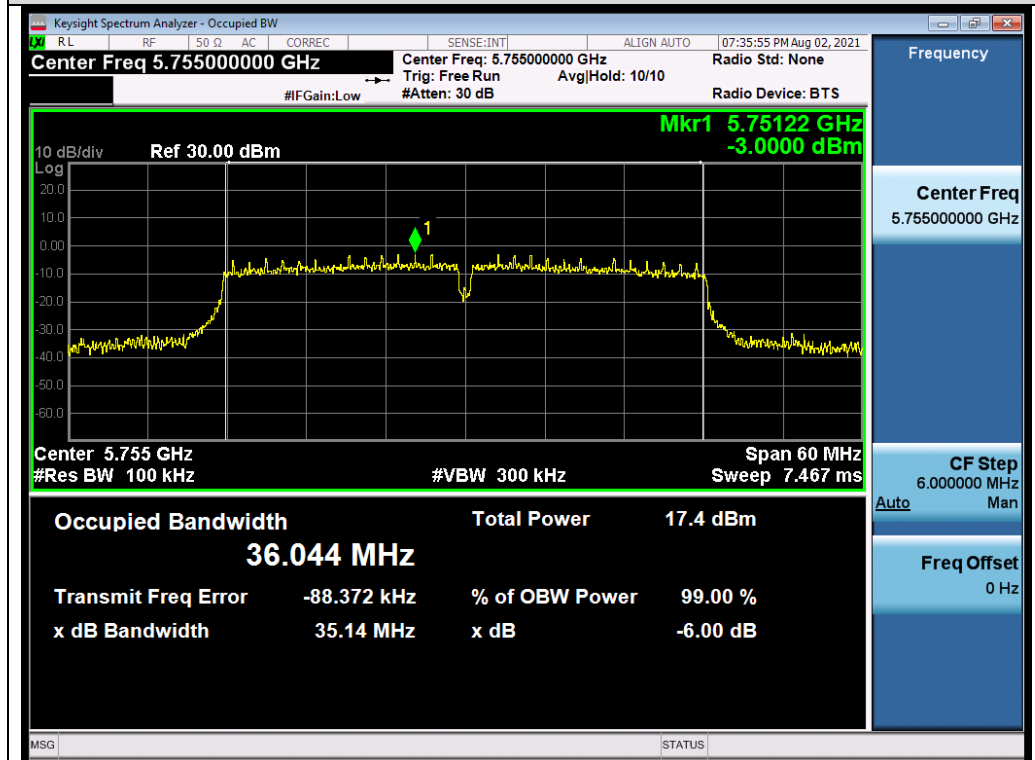 Keysight Spectrum Analyzer - Occupied BW
LXI RL RF 50 Ω AC CORREC SENSE:INT ALIGN AUTO 07:35:55 PM Aug 02, 2021
Center Freq 5.755000000 GHz
Center Freq: 5.755000000 GHz
Radio Std: None
Trig: Free Run Avg|Hold: 10/10
#IFGain:Low
#Atten: 30 dB
Radio Device: BTS
Frequency
Mkr1 5.75122 GHz
-3.0000 dBm
10 dB/div Ref 30.00 dBm
Log
20.0
10.0
0.00
-10.0
-20.0
-30.0
-40.0
-50.0
-60.0
1
Center 5.755 GHz Span 60 MHz
#Res BW 100 kHz #VBW 300 kHz Sweep 7.467 ms
Occupied Bandwidth Total Power 17.4 dBm
36.044 MHz
Transmit Freq Error -88.372 kHz % of OBW Power 99.00 %
x dB Bandwidth 35.14 MHz x dB -6.00 dB
Center Freq
5.755000000 GHz
CF Step
6.000000 MHz
Auto Man
Freq Offset
0 Hz
MSG STATUS